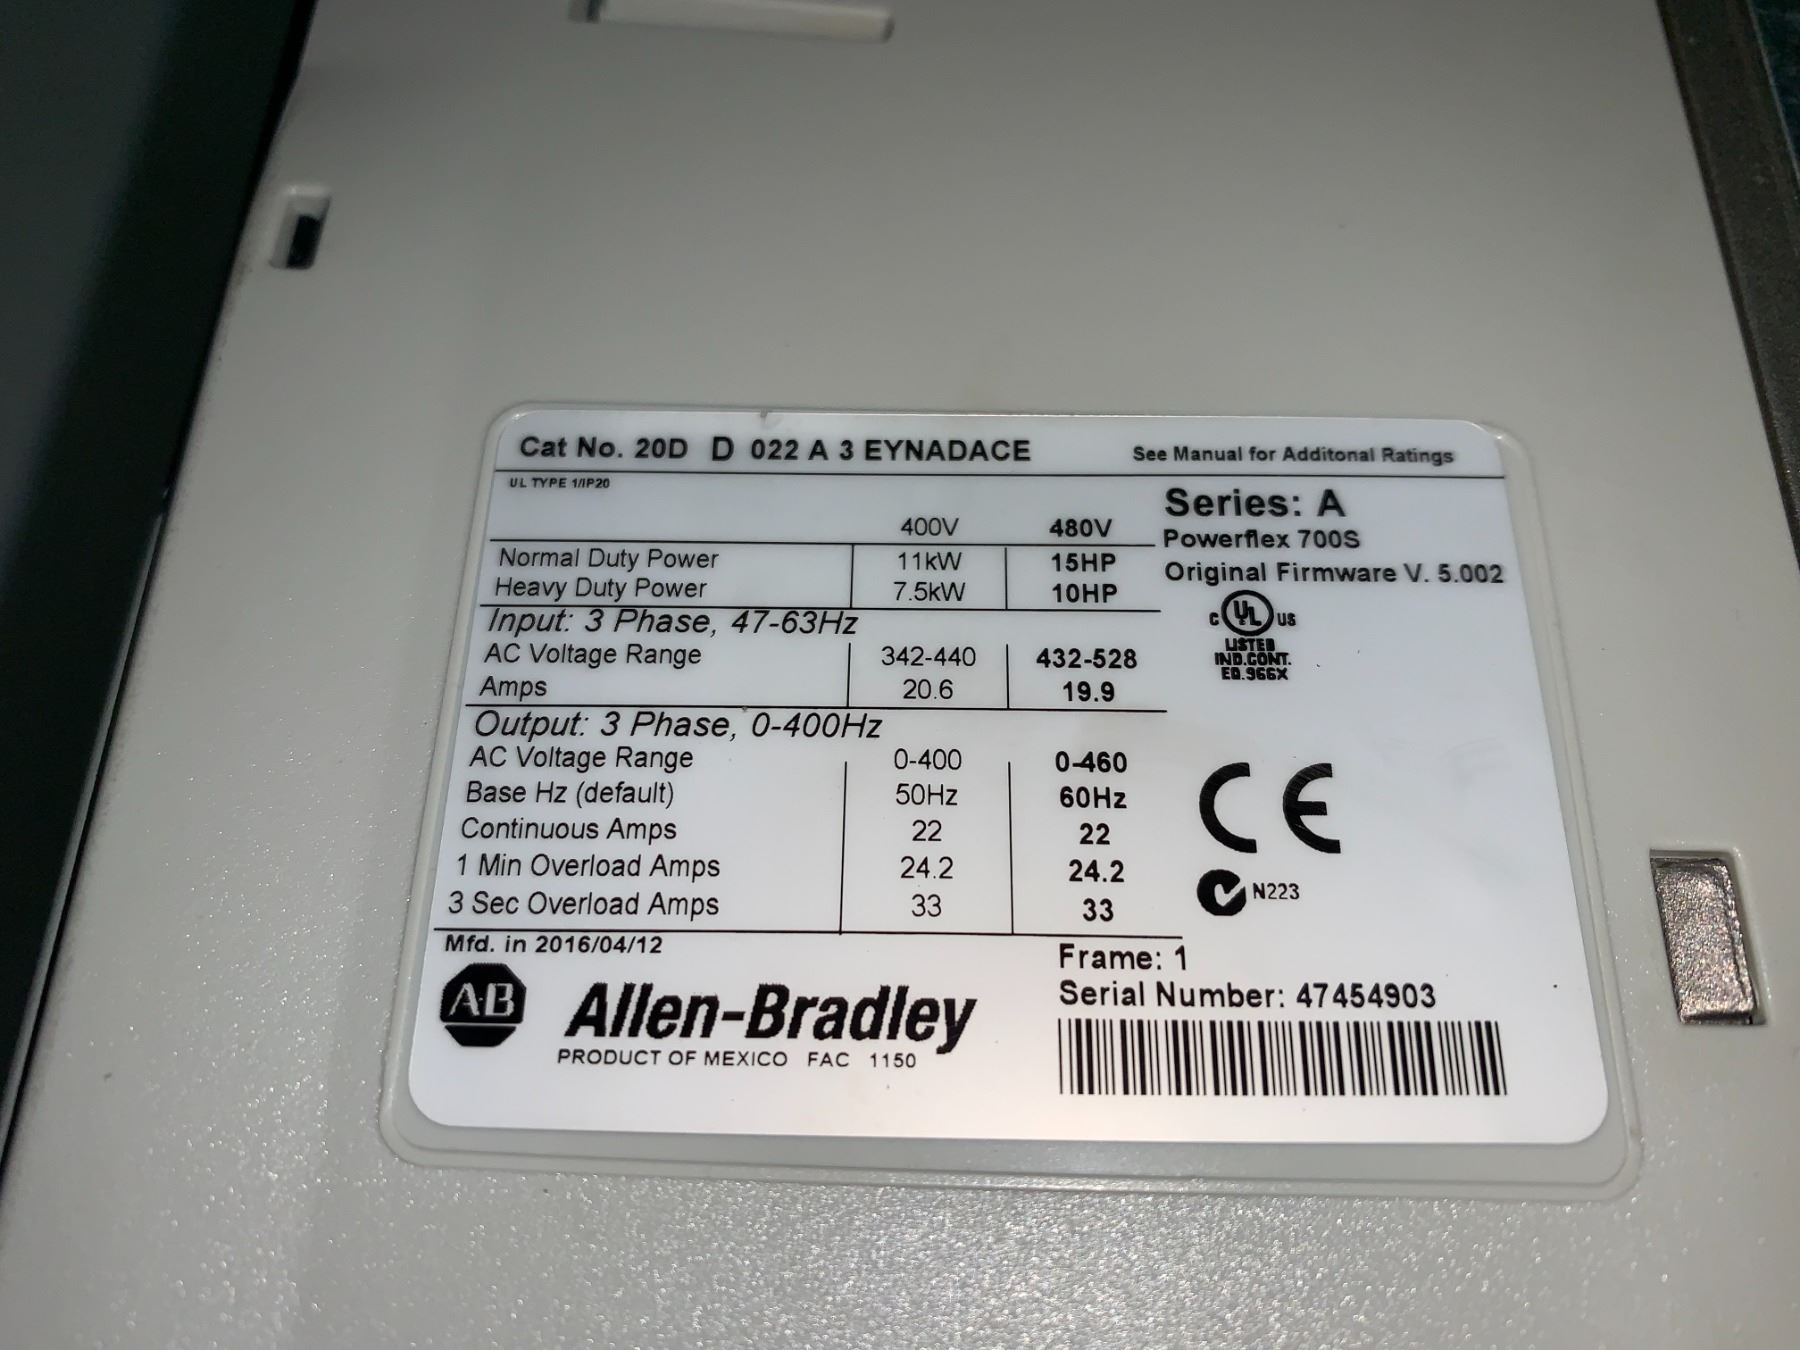 Cat No. 20D D 022 A 3 EYNADACE See Manual for Additonal Ratings
UL TYPE 1/IP20
Series: A
400V 480V
Powerflex 700S
Normal Duty Power 11kW 15HP
Original Firmware V. 5.002
Heavy Duty Power 7.5kW 10HP
Input: 3 Phase, 47-63Hz
C UL US
LISTED
IND.CONT.
EQ.966X
AC Voltage Range 342-440 432-528
Amps 20.6 19.9
Output: 3 Phase, 0-400Hz
AC Voltage Range 0-400 0-460
Base Hz (default) 50Hz 60Hz
CE
Continuous Amps 22 22
1 Min Overload Amps 24.2 24.2
N223
3 Sec Overload Amps 33 33
Mfd. in 2016/04/12
Frame: 1
Serial Number: 47454903
A-B Allen-Bradley
PRODUCT OF MEXICO FAC 1150